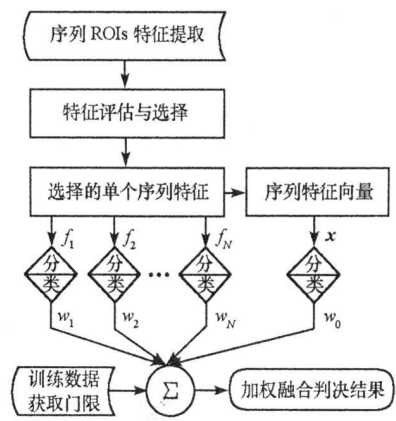 序列 ROIs 特征提取
特征评估与选择
选择的单个序列特征
序列特征向量
f1 f2 fN x
分类 分类 … 分类 分类
w1 w2 wN w0
训练数据
获取门限
Σ
加权融合判决结果